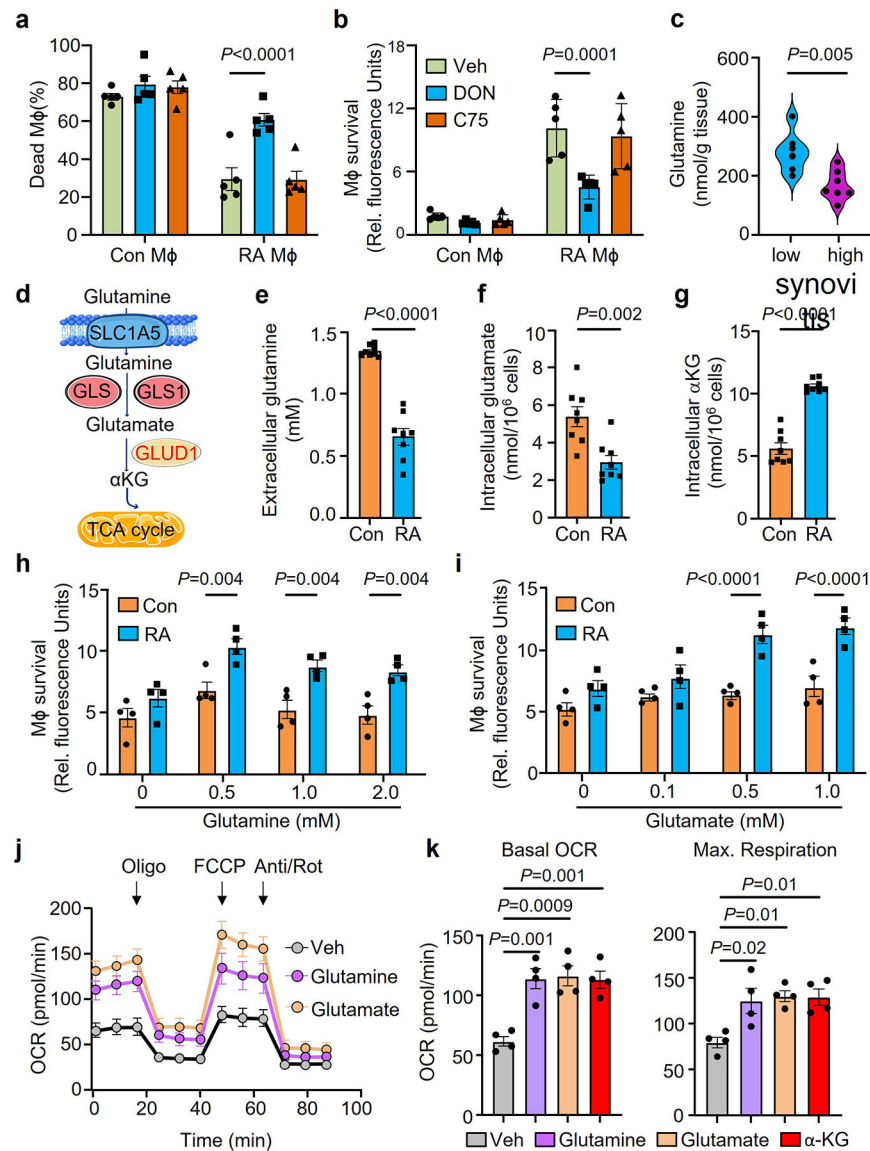 a
Dead Mϕ(%)
100
80
60
40
20
0
P<0.0001
Con Mϕ
RA Mϕ
b
Mϕ survival
(Rel. fluorescence Units)
18
12
6
0
Veh
DON
C75
P=0.0001
Con Mϕ
RA Mϕ
c
Glutamine
(nmol/g tissue)
600
400
200
0
P=0.005
low
high
synovi
tis
d
Glutamine
SLC1A5
Glutamine
GLS
GLS1
Glutamate
GLUD1
αKG
TCA cycle
e
Extracellular glutamine
(mM)
1.5
1.0
0.5
0.0
P<0.0001
Con
RA
f
Intracellular glutamate
(nmol/10⁶ cells)
10
8
6
4
2
0
P=0.002
Con
RA
g
Intracellular αKG
(nmol/10⁶ cells)
15
10
5
0
P<0.0001
Con
RA
h
Mϕ survival
(Rel. fluorescence Units)
15
10
5
0
Con
RA
P=0.004
P=0.004
P=0.004
0
0.5
1.0
2.0
Glutamine (mM)
i
Mϕ survival
(Rel. fluorescence Units)
15
10
5
0
Con
RA
P<0.0001
P<0.0001
0
0.1
0.5
1.0
Glutamate (mM)
j
Oligo
FCCP
Anti/Rot
OCR (pmol/min)
200
150
100
50
0
Veh
Glutamine
Glutamate
0
20
40
60
80
100
Time (min)
k
Basal OCR
P=0.001
P=0.0009
P=0.001
OCR (pmol/min)
150
100
50
0
Max. Respiration
P=0.01
P=0.01
P=0.02
200
150
100
50
0
Veh
Glutamine
Glutamate
α-KG